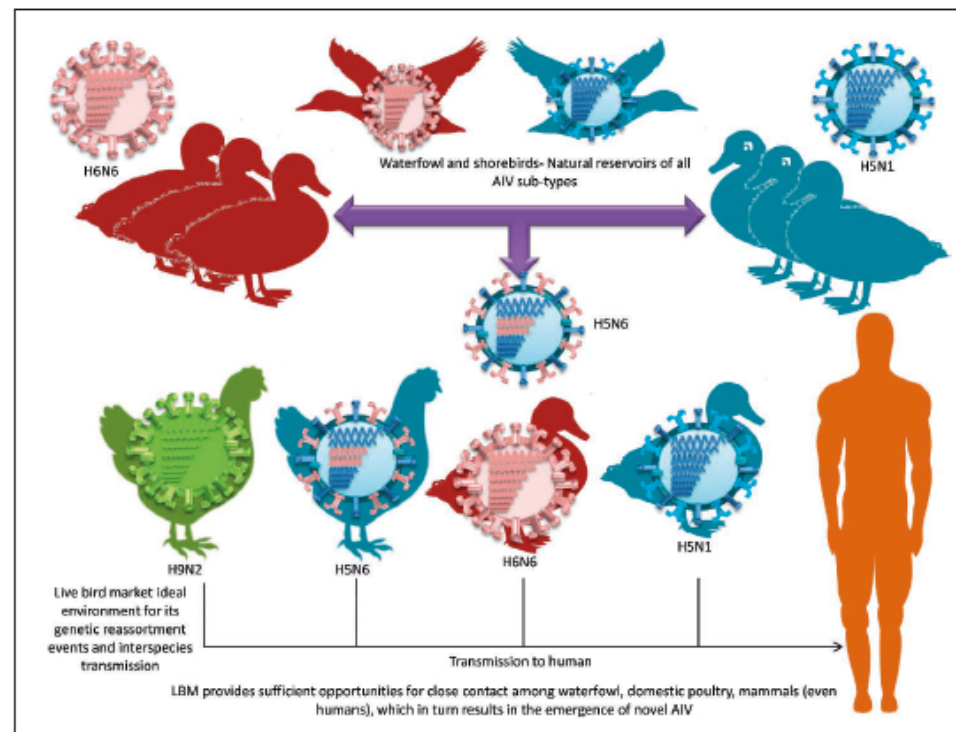 H6N6
H5N1
Waterfowl and shorebirds- Natural reservoirs of all
AIV sub-types
H5N6
H9N2
H5N6
H6N6
H5N1
Live bird market ideal
environment for its
genetic reassortment
events and interspecies
transmission
Transmission to human
LBM provides sufficient opportunities for close contact among waterfowl, domestic poultry, mammals (even
humans), which in turn results in the emergence of novel AIV